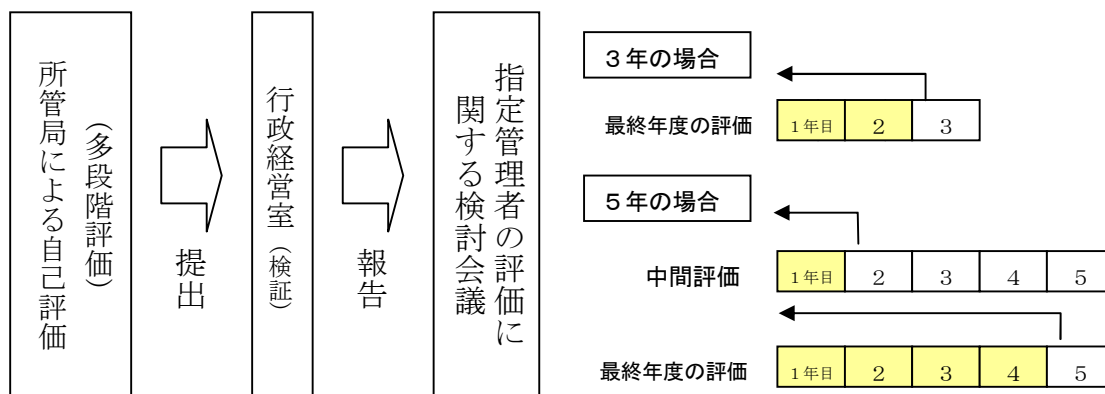 所管局による自己評価
（多段階評価）
提出
行政経営室（検証）
報告
指定管理者の評価に
関する検討会議
３年の場合
最終年度の評価
１年目 ２ ３
５年の場合
中間評価
１年目 ２ ３ ４ ５
最終年度の評価
１年目 ２ ３ ４ ５